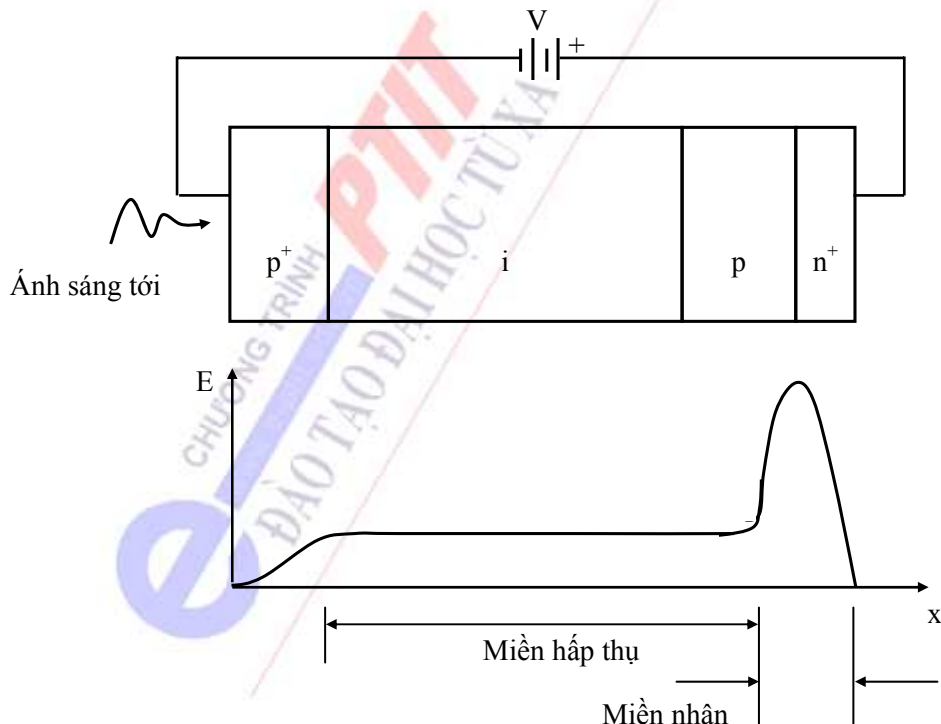 V
+
p+
i
p
n+
Ánh sáng tới
CHƯƠNG TRÌNH PTIT
ĐÀO TẠO ĐẠI HỌC TỪ XA
e
E
x
Miền hấp thụ
Miền nhân